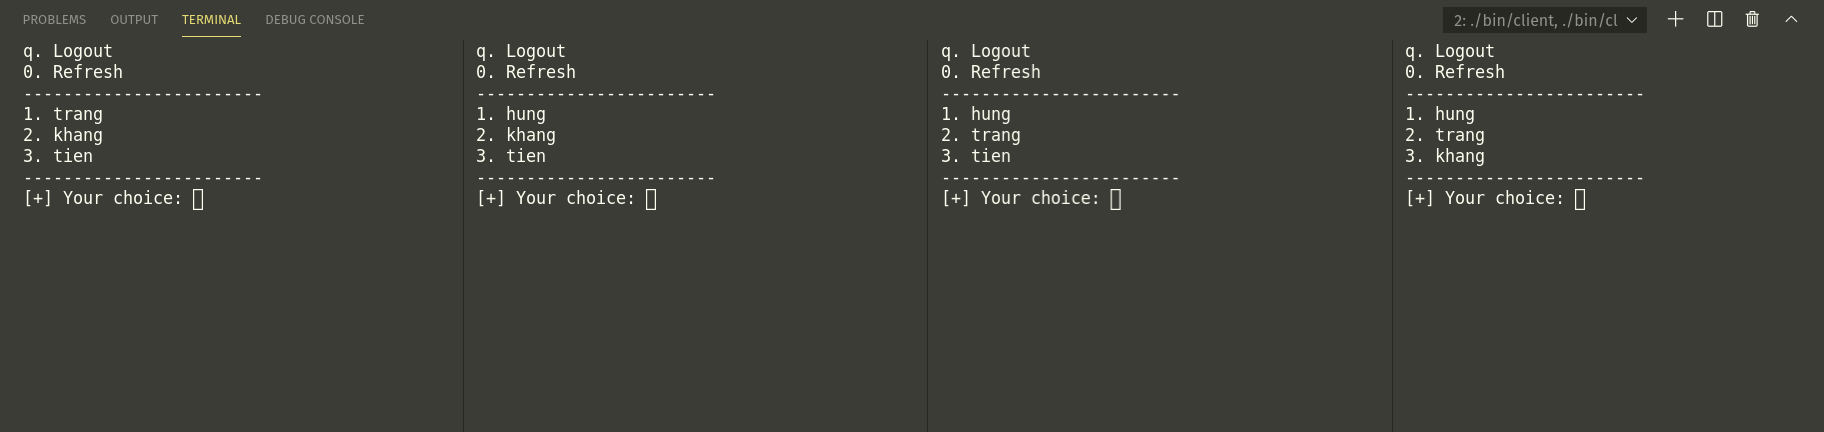 PROBLEMS OUTPUT TERMINAL DEBUG CONSOLE 2: ./bin/client, ./bin/cl
q. Logout
0. Refresh
------------------------
1. trang
2. khang
3. tien
------------------------
[+] Your choice:
q. Logout
0. Refresh
------------------------
1. hung
2. khang
3. tien
------------------------
[+] Your choice:
q. Logout
0. Refresh
------------------------
1. hung
2. trang
3. tien
------------------------
[+] Your choice:
q. Logout
0. Refresh
------------------------
1. hung
2. trang
3. khang
------------------------
[+] Your choice: